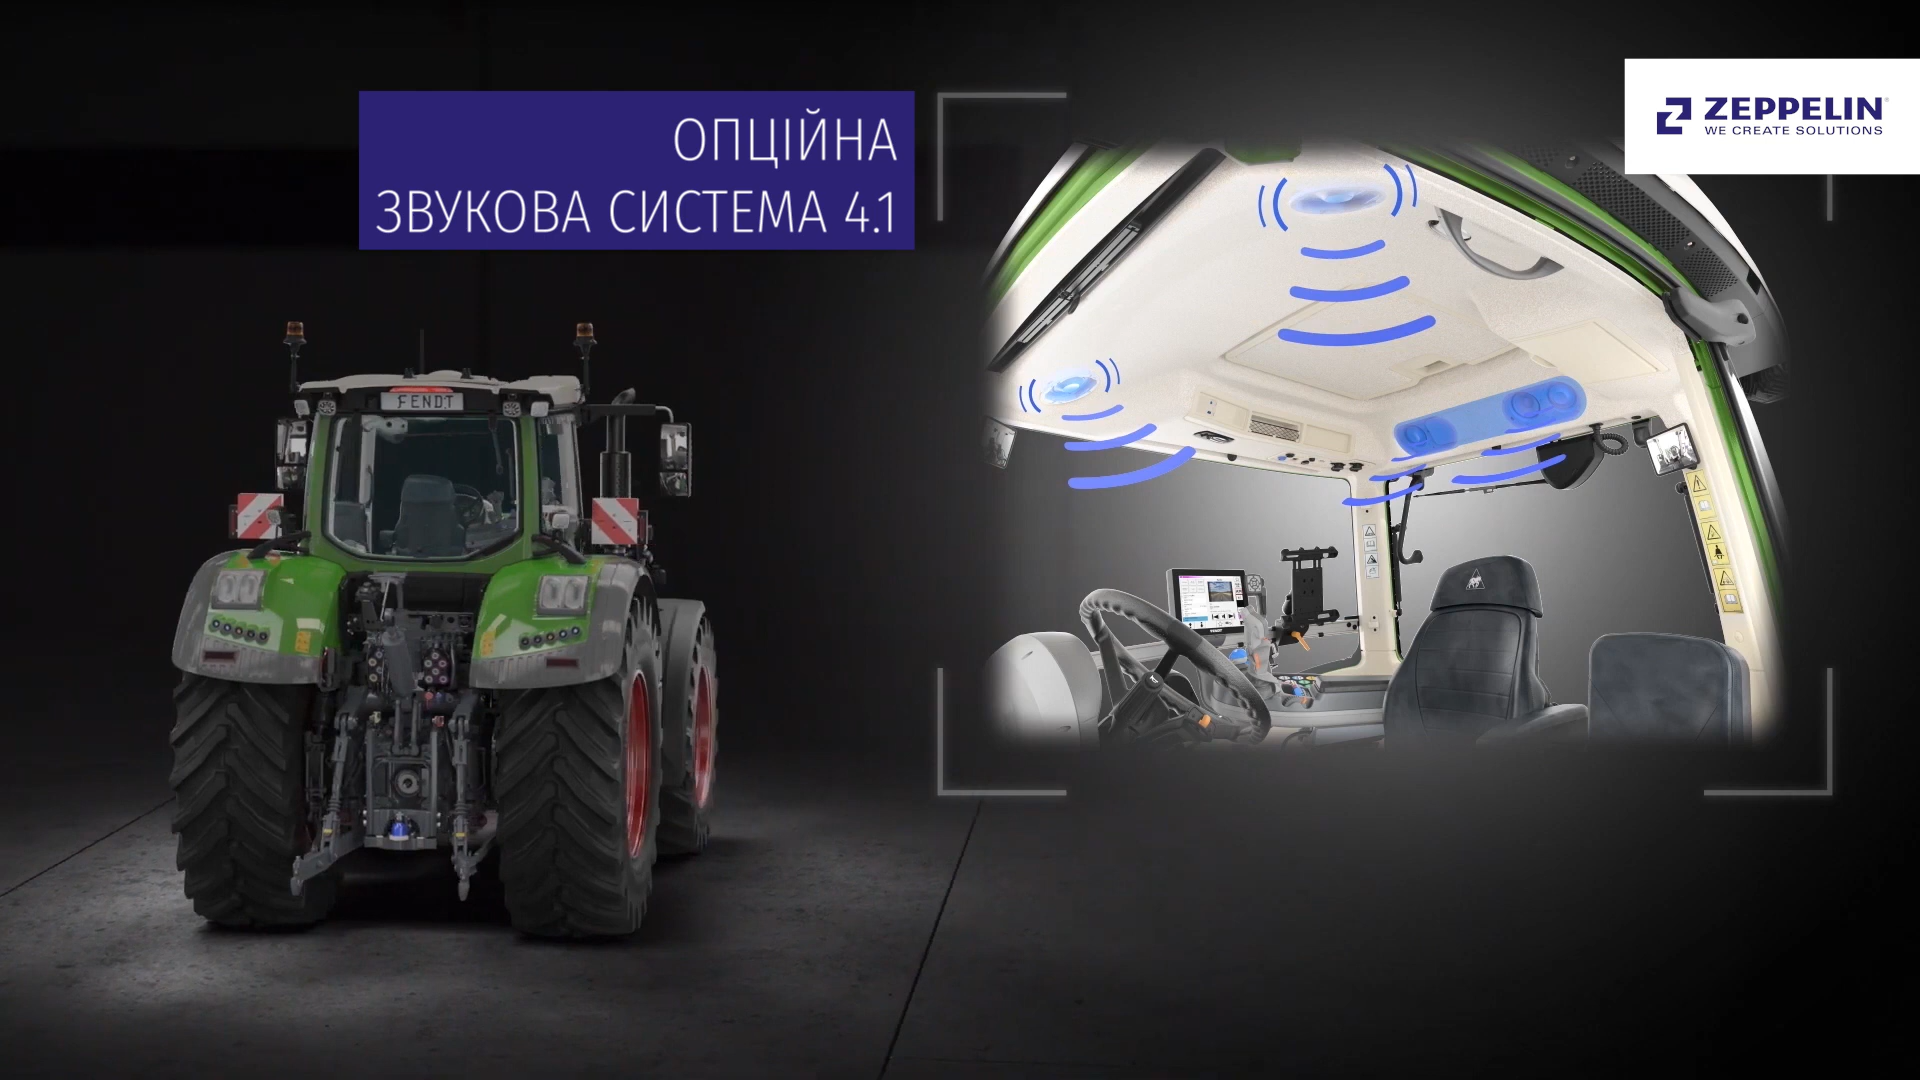 ОПЦІЙНА
ЗВУКОВА СИСТЕМА 4.1
ZEPPELIN
WE CREATE SOLUTIONS
FENDT